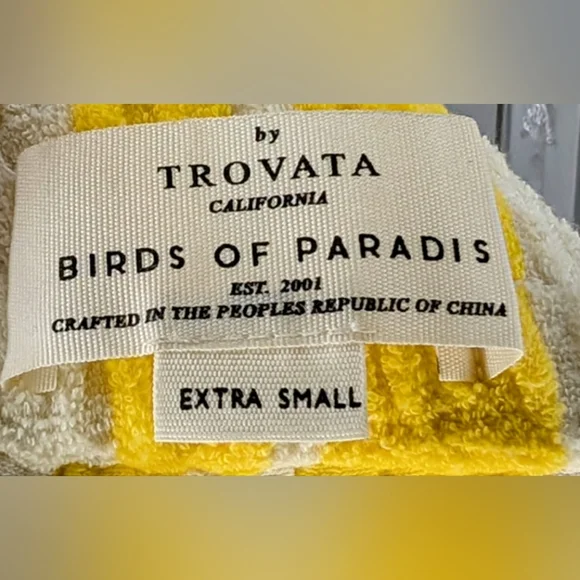 by
TROVATA
CALIFORNIA
BIRDS OF PARADIS
EST. 2001
CRAFTED IN THE PEOPLES REPUBLIC OF CHINA
EXTRA SMALL